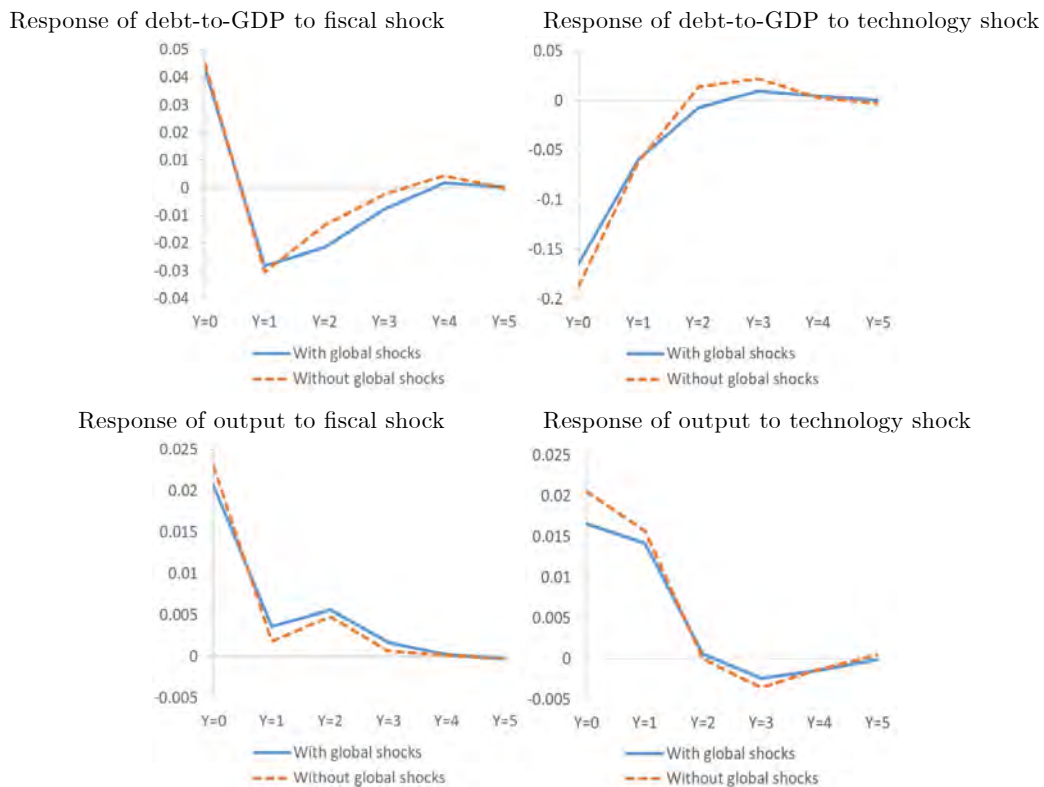 Response of debt-to-GDP to fiscal shock
0.05
0.04
0.03
0.02
0.01
0
-0.01
-0.02
-0.03
-0.04
Y=0 Y=1 Y=2 Y=3 Y=4 Y=5
With global shocks
Without global shocks
Response of debt-to-GDP to technology shock
0.05
0
-0.05
-0.1
-0.15
-0.2
Y=0 Y=1 Y=2 Y=3 Y=4 Y=5
With global shocks
Without global shocks
Response of output to fiscal shock
0.025
0.02
0.015
0.01
0.005
0
-0.005
Y=0 Y=1 Y=2 Y=3 Y=4 Y=5
With global shocks
Without global shocks
Response of output to technology shock
0.025
0.02
0.015
0.01
0.005
0
-0.005
Y=0 Y=1 Y=2 Y=3 Y=4 Y=5
With global shocks
Without global shocks